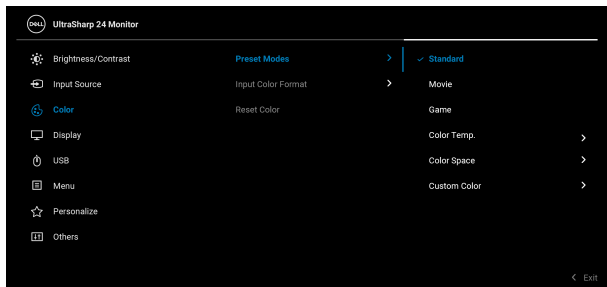 DELL UltraSharp 24 Monitor
Brightness/Contrast Preset Modes Standard
Input Source Input Color Format Movie
Color Reset Color Game
Display Color Temp.
USB Color Space
Menu Custom Color
Personalize
Others
Exit